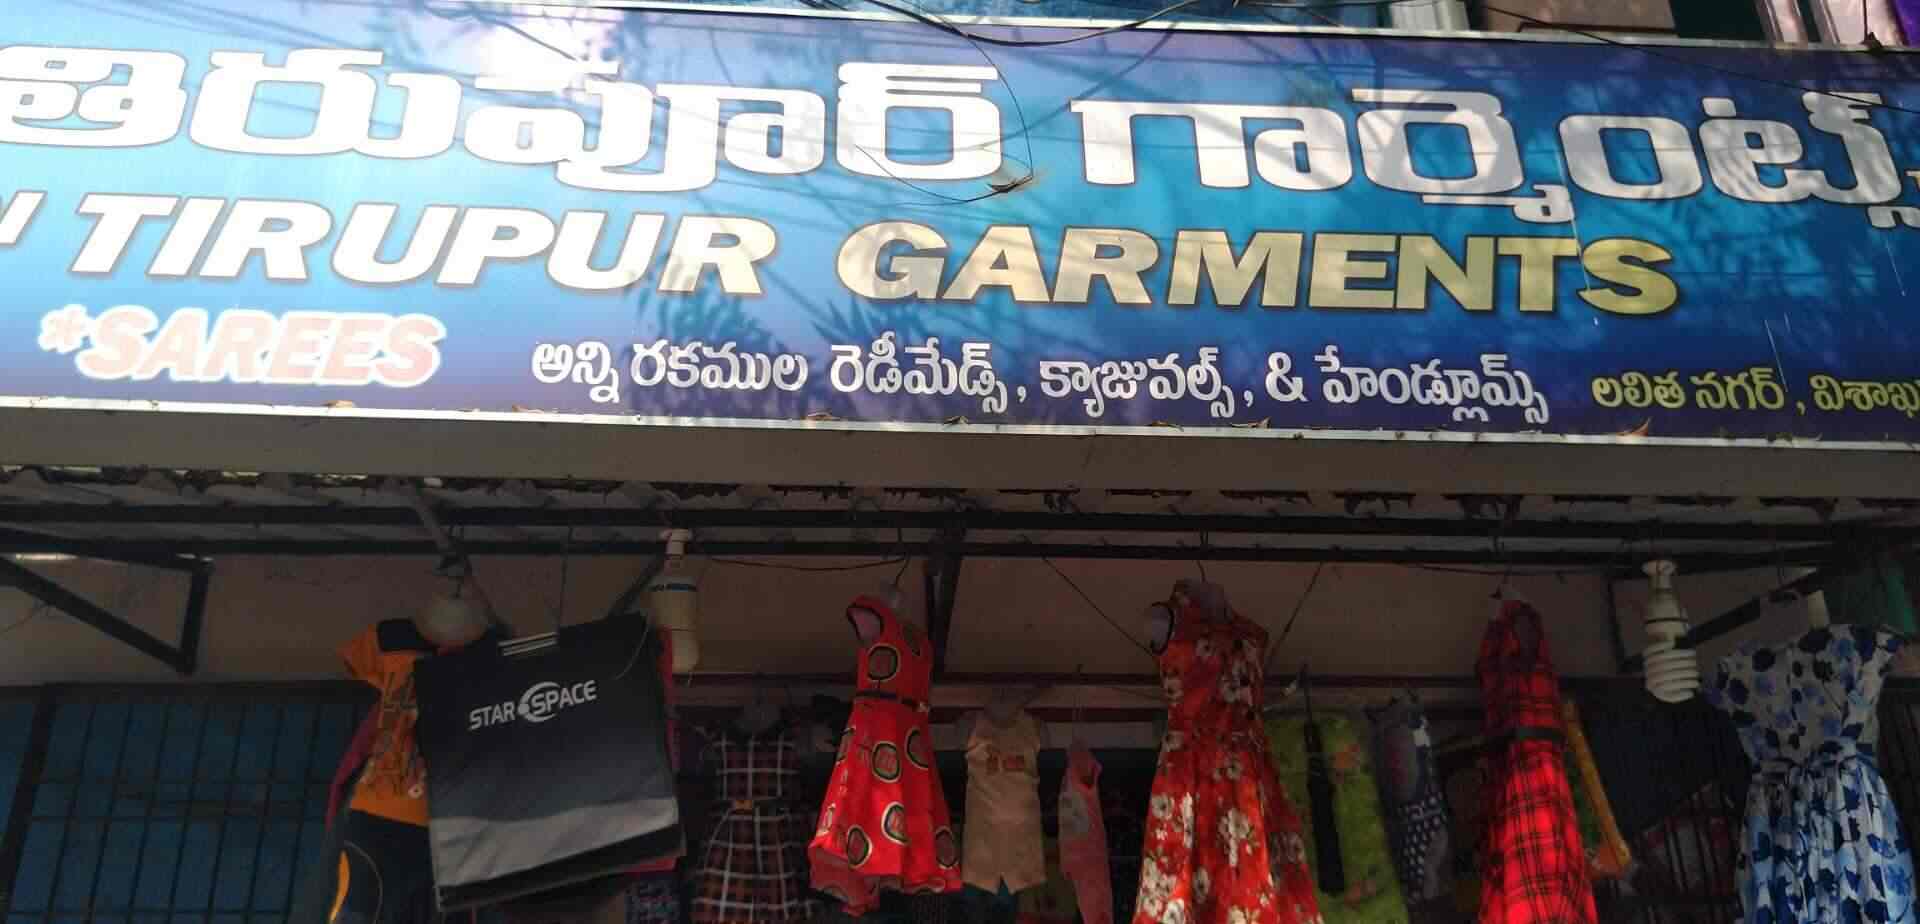 తిరుపూర్ గార్మెంట్స్
TIRUPUR GARMENTS
*SAREES
అన్ని రకముల రెడీమేడ్స్, క్యాజువల్స్, & హేండ్లూమ్స్ లలిత నగర్,
STAR SPACE